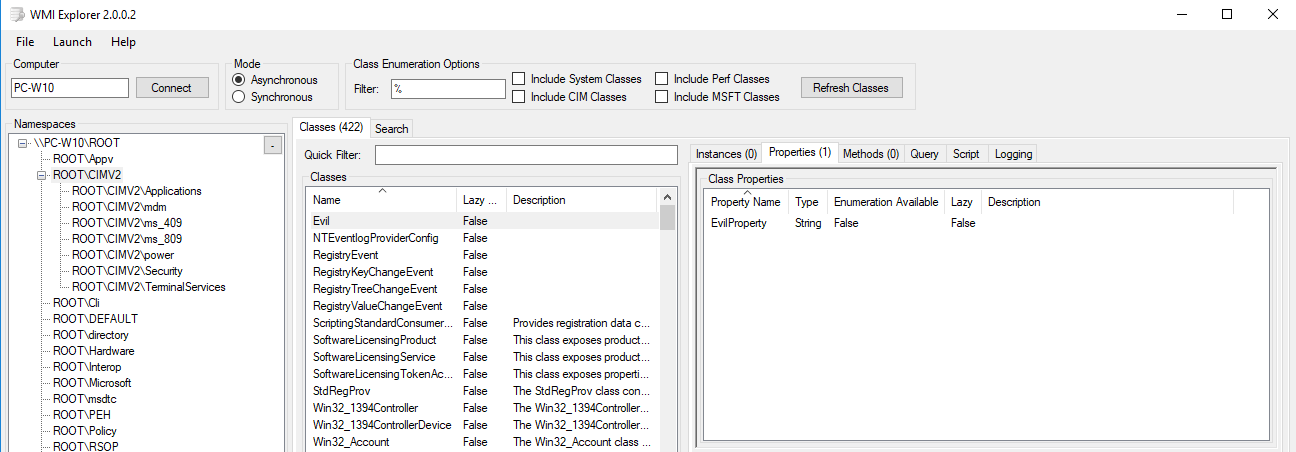 WMI Explorer 2.0.0.2
File Launch Help
Computer
PC-W10 Connect
Mode
Asynchronous
Synchronous
Class Enumeration Options
Filter: %
Include System Classes Include Perf Classes
Include CIM Classes Include MSFT Classes
Refresh Classes
Namespaces
\\PC-W10\ROOT -
ROOT\Appv
ROOT\CIMV2
ROOT\CIMV2\Applications
ROOT\CIMV2\mdm
ROOT\CIMV2\ms_409
ROOT\CIMV2\ms_809
ROOT\CIMV2\power
ROOT\CIMV2\Security
ROOT\CIMV2\TerminalServices
ROOT\Cli
ROOT\DEFAULT
ROOT\directory
ROOT\Hardware
ROOT\Interop
ROOT\Microsoft
ROOT\msdtc
ROOT\PEH
ROOT\Policy
ROOT\RSOP
Classes (422) Search
Quick Filter:
Classes
Name Lazy ... Description
Evil False
NTEventlogProviderConfig False
RegistryEvent False
RegistryKeyChangeEvent False
RegistryTreeChangeEvent False
RegistryValueChangeEvent False
ScriptingStandardConsumer... False Provides registration data c...
SoftwareLicensingProduct False This class exposes product...
SoftwareLicensingService False This class exposes product...
SoftwareLicensingTokenAc... False This class exposes properti...
StdRegProv False The StdRegProv class con...
Win32_1394Controller False The Win32_1394Controller...
Win32_1394ControllerDevice False The Win32_1394Controller...
Win32_Account False The Win32_Account class ...
Instances (0) Properties (1) Methods (0) Query Script Logging
Class Properties
Property Name Type Enumeration Available Lazy Description
EvilProperty String False False